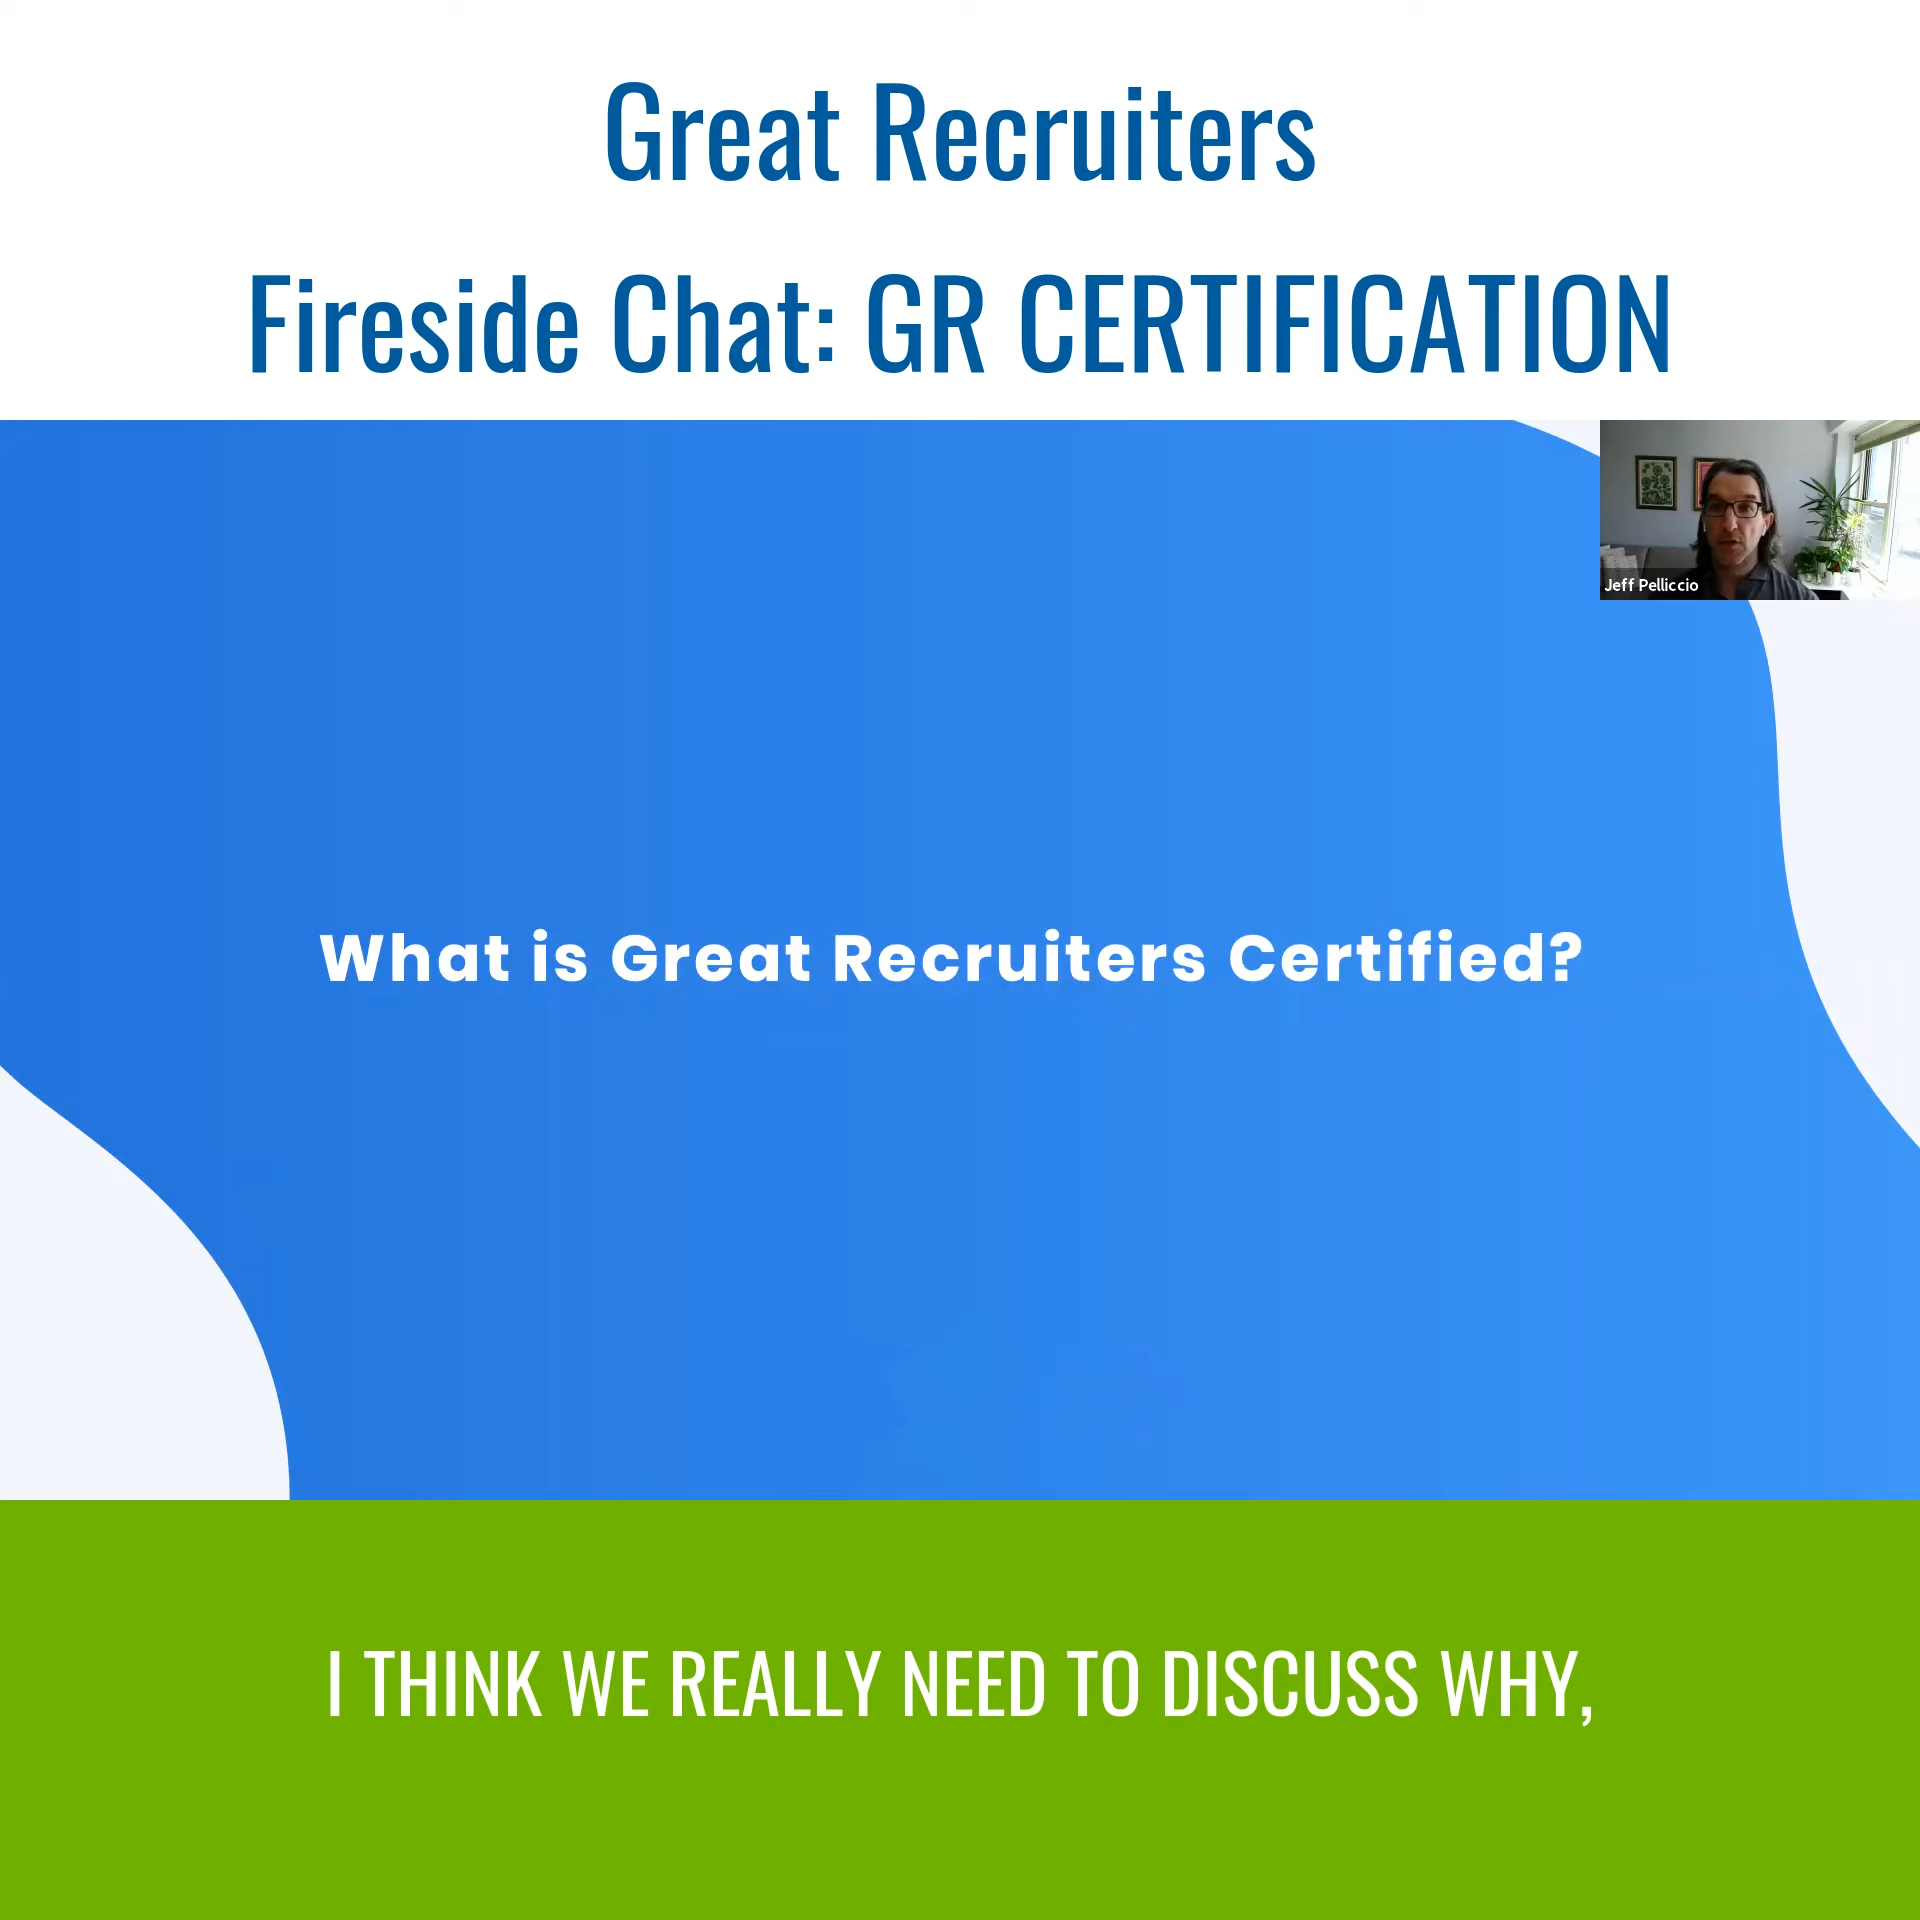 Great Recruiters
Fireside Chat: GR CERTIFICATION
Jeff Pelliccio
What is Great Recruiters Certified?
I THINK WE REALLY NEED TO DISCUSS WHY,